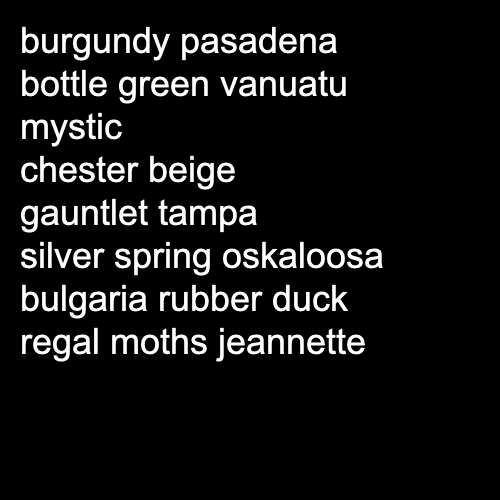 burgundy pasadena
bottle green vanuatu
mystic
chester beige
gauntlet tampa
silver spring oskaloosa
bulgaria rubber duck
regal moths jeannette